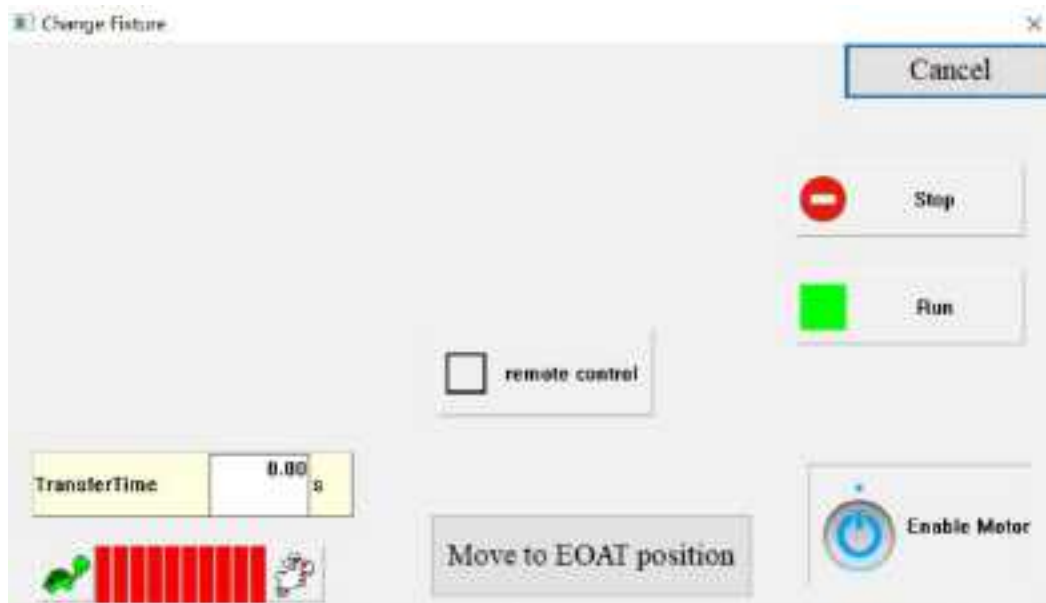 Change Fixture
Cancel
Stop
Run
remote control
TransferTime 0.00 s
Enable Motor
Move to EOAT position